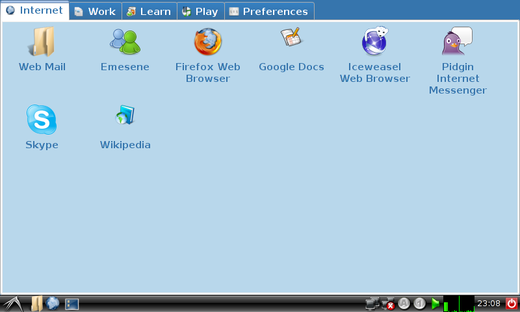 Internet Work Learn Play Preferences
Web Mail Emesene Firefox Web Browser Google Docs Iceweasel Web Browser Pidgin Internet Messenger
Skype Wikipedia
23:08